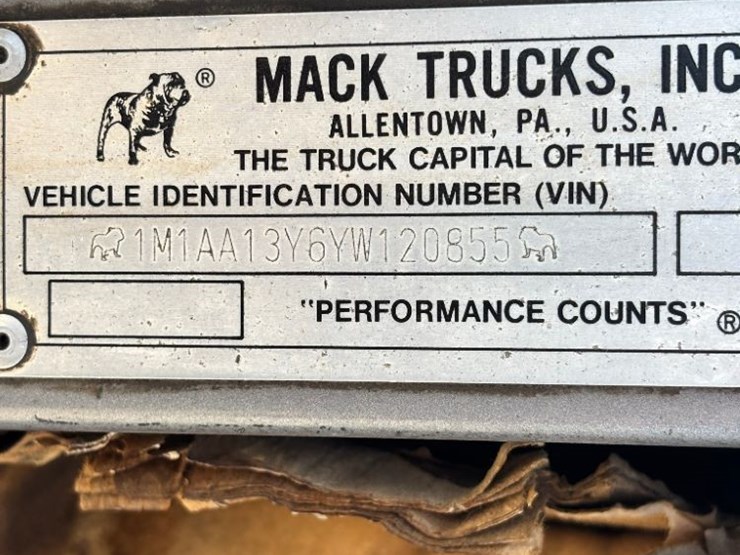 ® MACK TRUCKS, INC
ALLENTOWN, PA., U.S.A.
THE TRUCK CAPITAL OF THE WOR
VEHICLE IDENTIFICATION NUMBER (VIN)
1M1AA13Y6YW120855
"PERFORMANCE COUNTS" ®